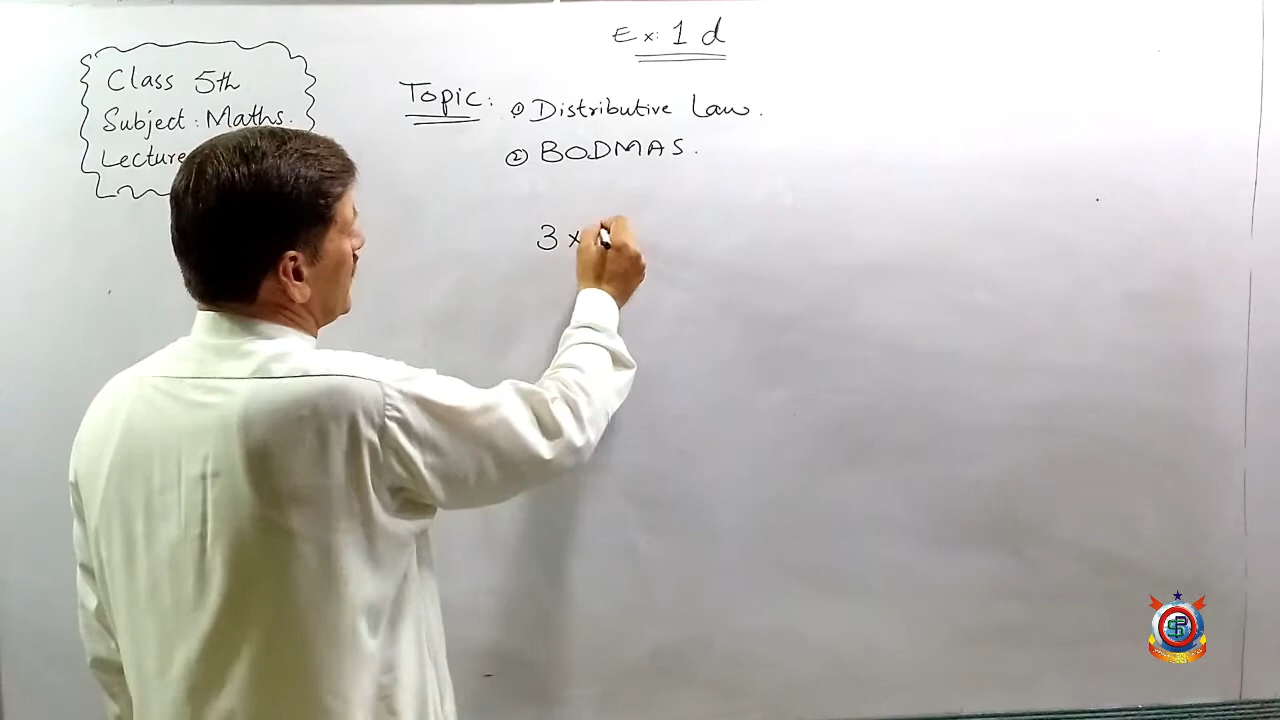 Ex: 1 d
Class 5th
Subject: Maths.
Lecture
Topic: ① Distributive Law.
② BODMAS.
3 ×